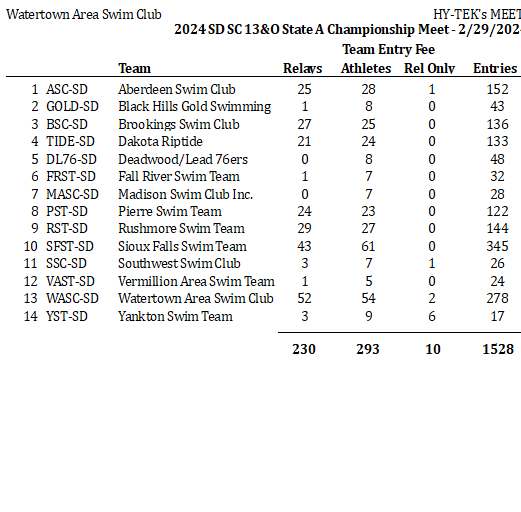 Watertown Area Swim Club HY-TEK's MEET
2024 SD SC 13&O State A Championship Meet - 2/29/202
Team Entry Fee
Team Relays Athletes Rel Only Entries
1 ASC-SD Aberdeen Swim Club 25 28 1 152
2 GOLD-SD Black Hills Gold Swimming 1 8 0 43
3 BSC-SD Brookings Swim Club 27 25 0 136
4 TIDE-SD Dakota Riptide 21 24 0 133
5 DL76-SD Deadwood/Lead 76ers 0 8 0 48
6 FRST-SD Fall River Swim Team 1 7 0 32
7 MASC-SD Madison Swim Club Inc. 0 7 0 28
8 PST-SD Pierre Swim Team 24 23 0 122
9 RST-SD Rushmore Swim Team 29 27 0 144
10 SFST-SD Sioux Falls Swim Team 43 61 0 345
11 SSC-SD Southwest Swim Club 3 7 1 26
12 VAST-SD Vermillion Area Swim Team 1 5 0 24
13 WASC-SD Watertown Area Swim Club 52 54 2 278
14 YST-SD Yankton Swim Team 3 9 6 17
230 293 10 1528